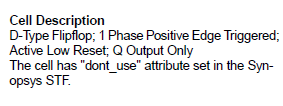 Cell Description
D-Type Flipflop; 1 Phase Positive Edge Triggered;
Active Low Reset; Q Output Only
The cell has "dont_use" attribute set in the Syn-
opsys STF.